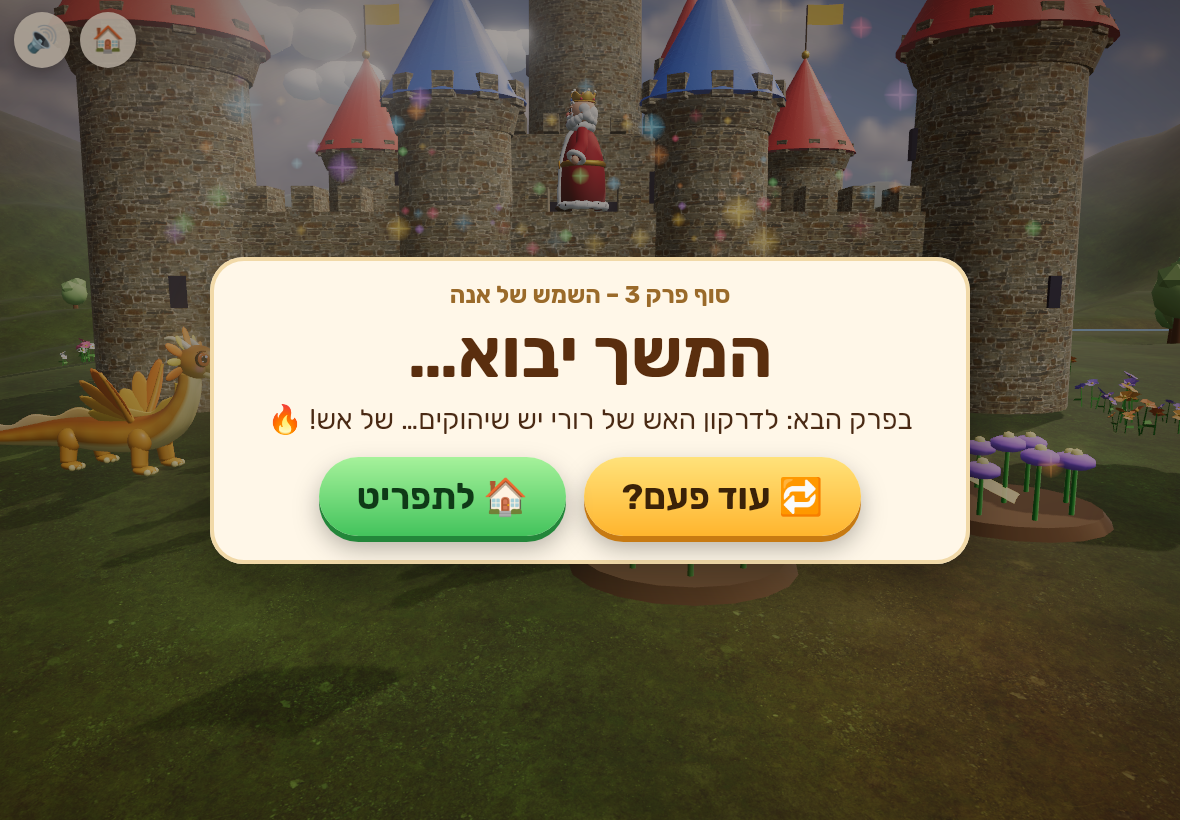 סוף פרק 3 – השמש של אנה
המשך יבוא...
בפרק הבא: לדרקון האש של רורי יש שיהוקים... של אש! 🔥
🔁 עוד פעם?
🏠 לתפריט